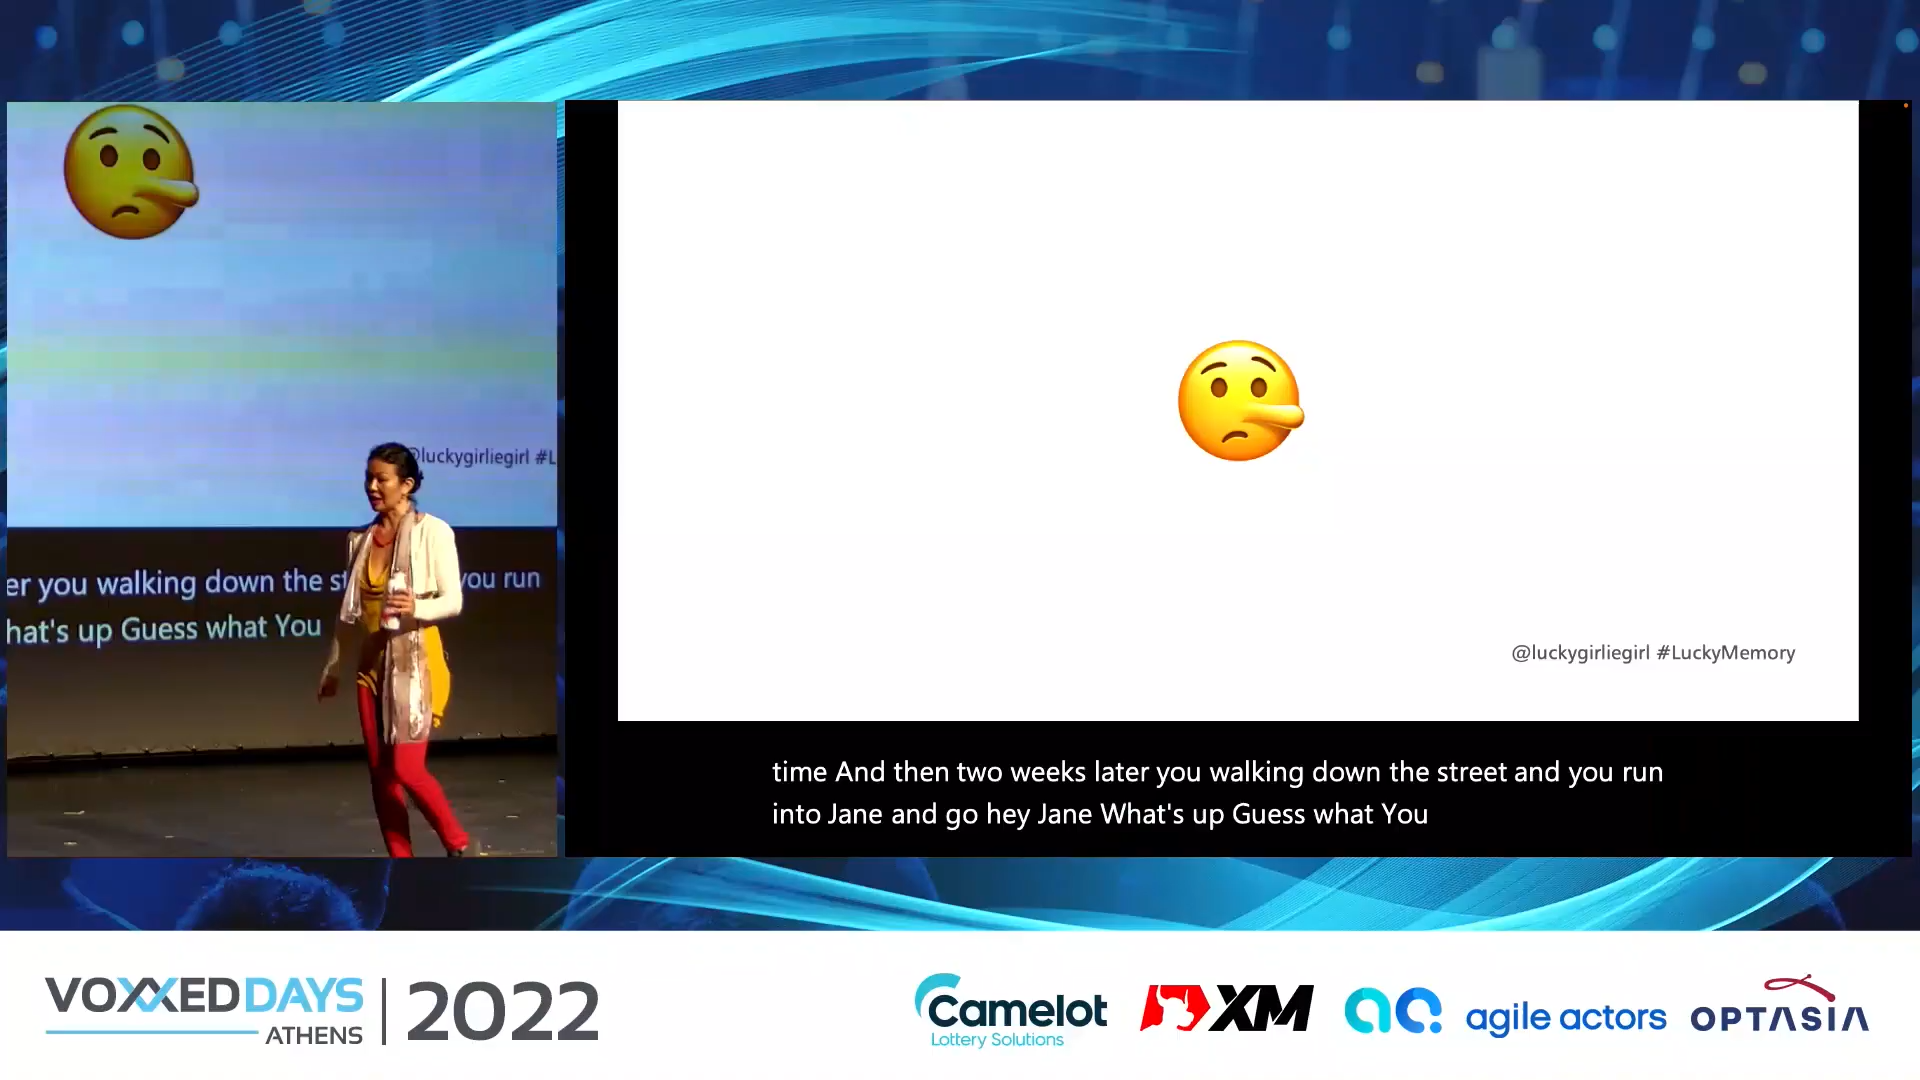 @luckygirliegirl #L
er you walking down the st you run
hat's up Guess what You
@luckygirliegirl #LuckyMemory
time And then two weeks later you walking down the street and you run
into Jane and go hey Jane What's up Guess what You
VOXXEDDAYS
ATHENS
2022
Camelot
Lottery Solutions
XM
agile actors
OPTASIA